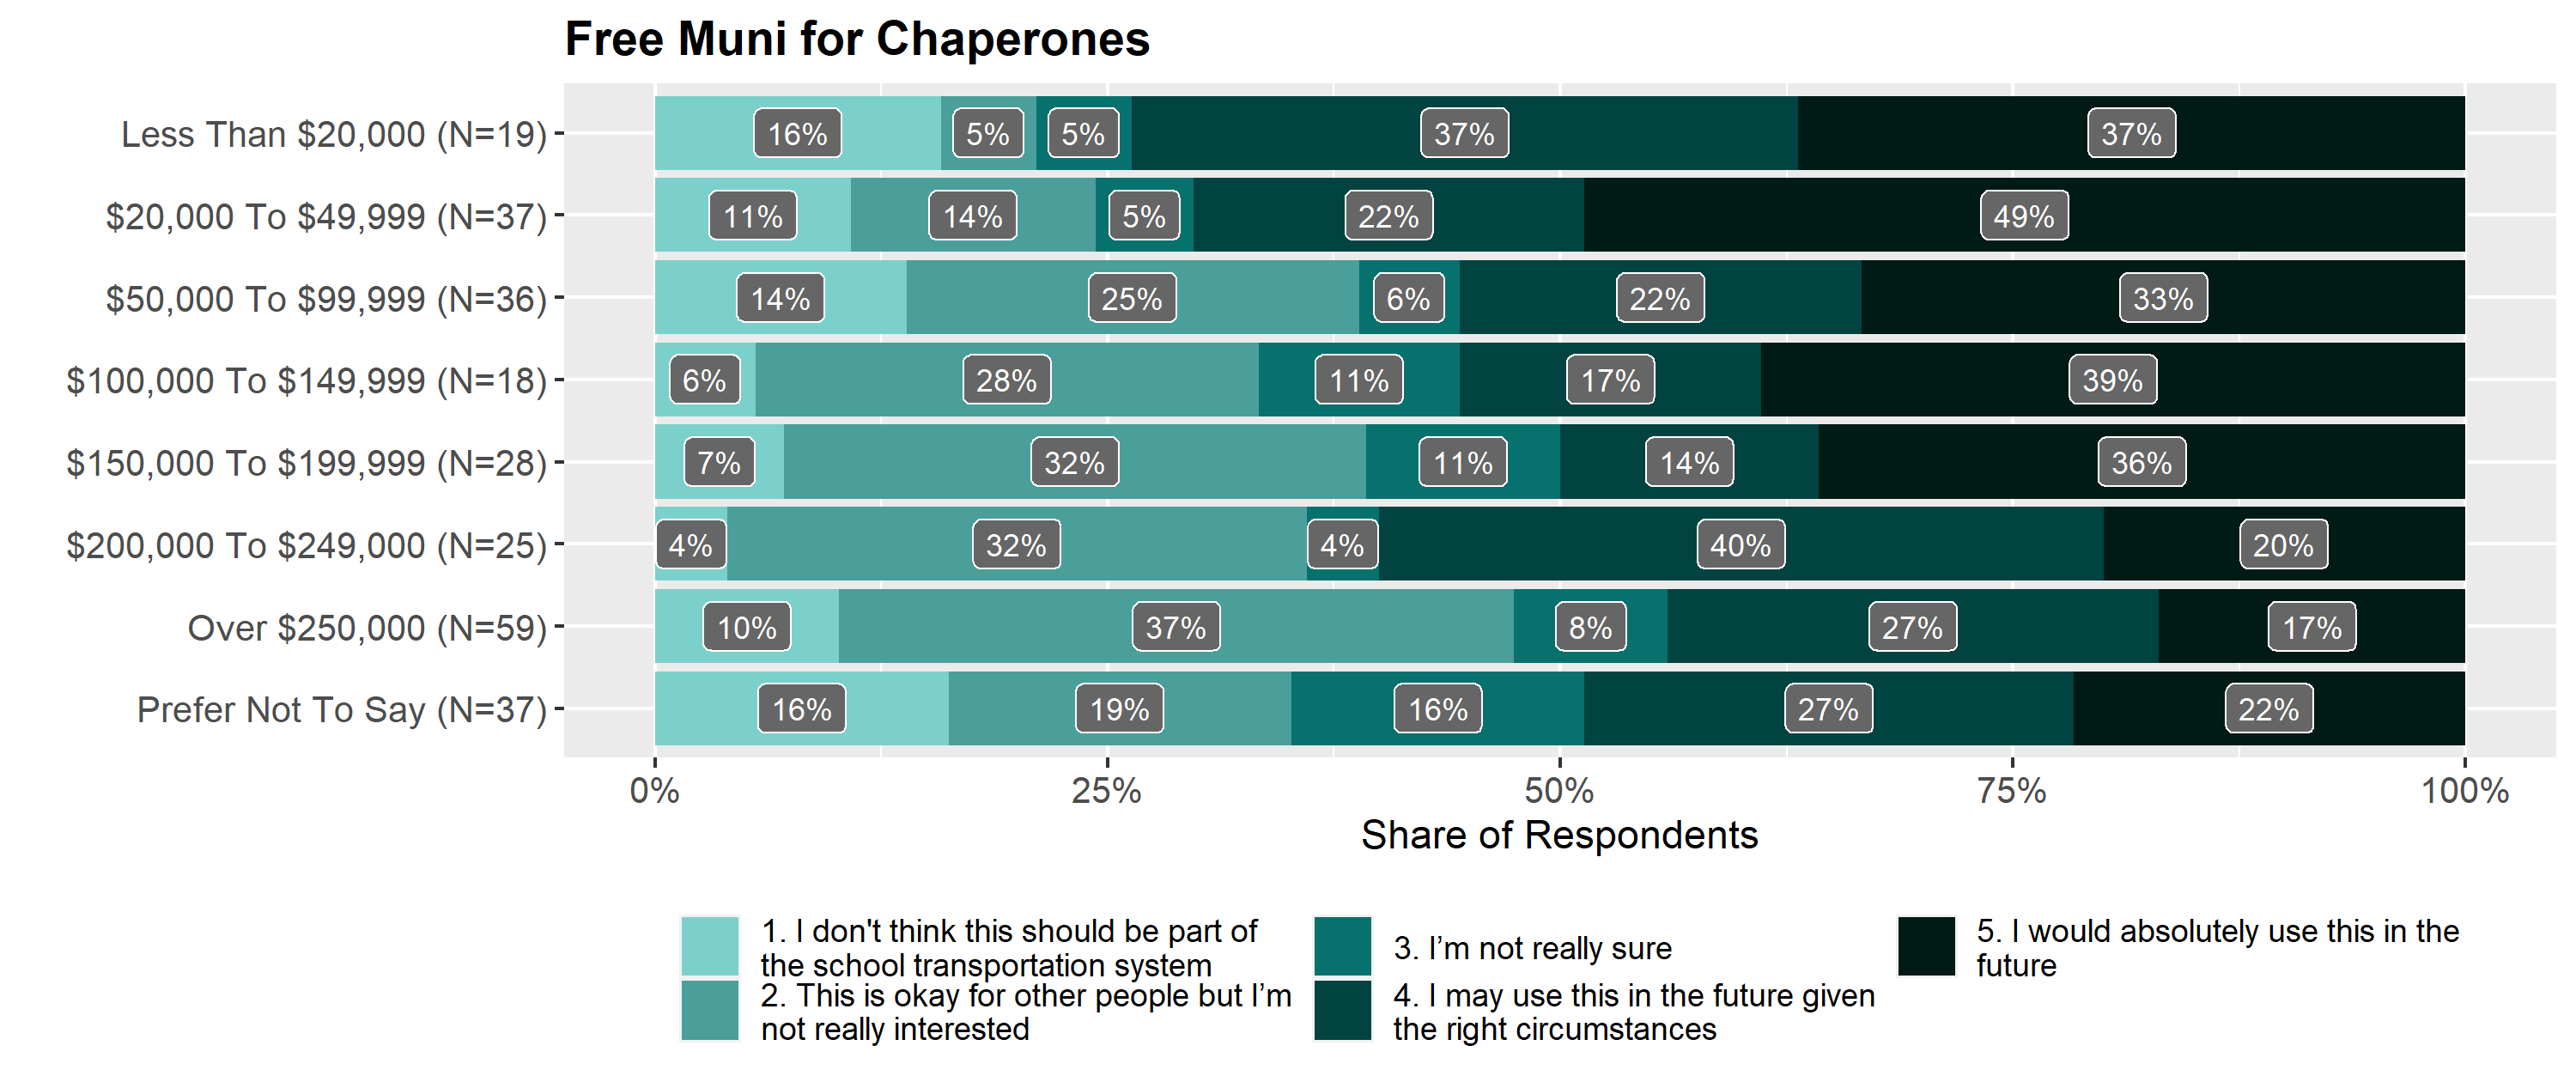 Free Muni for Chaperones
Less Than $20,000 (N=19)
16% 5% 5% 37% 37%
$20,000 To $49,999 (N=37)
11% 14% 5% 22% 49%
$50,000 To $99,999 (N=36)
14% 25% 6% 22% 33%
$100,000 To $149,999 (N=18)
6% 28% 11% 17% 39%
$150,000 To $199,999 (N=28)
7% 32% 11% 14% 36%
$200,000 To $249,000 (N=25)
4% 32% 4% 40% 20%
Over $250,000 (N=59)
10% 37% 8% 27% 17%
Prefer Not To Say (N=37)
16% 19% 16% 27% 22%
0% 25% 50% 75% 100%
Share of Respondents
1. I don't think this should be part of
the school transportation system
2. This is okay for other people but I’m
not really interested
3. I’m not really sure
4. I may use this in the future given
the right circumstances
5. I would absolutely use this in the
future